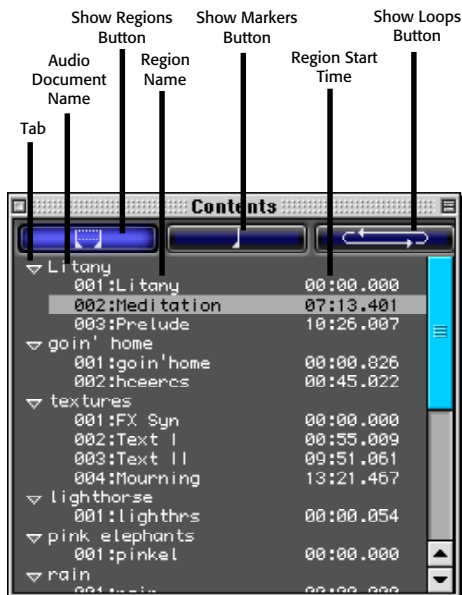 Show Regions
Button
Show Markers
Button
Show Loops
Button
Audio
Document
Name
Region
Name
Region Start
Time
Tab
Contents
Litany
001:Litany 00:00.000
002:Meditation 07:13.401
003:Prelude 10:26.007
goin' home
001:goin'home 00:00.826
002:hceercs 00:45.022
textures
001:FX Syn 00:00.000
002:Text I 00:55.009
003:Text II 09:51.061
004:Mourning 13:21.467
lighthorse
001:lighthrs 00:00.054
pink elephants
001:pinkel 00:00.000
rain